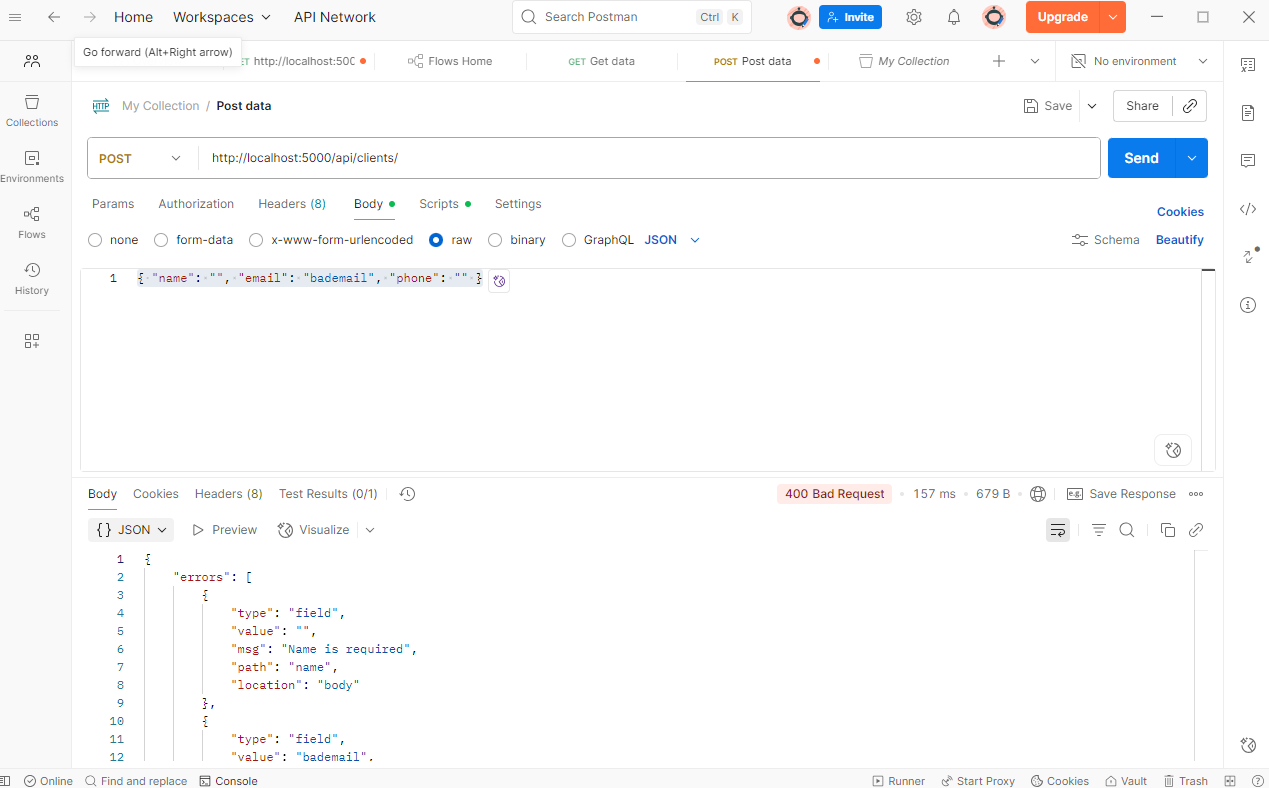 Home Workspaces API Network Search Postman Ctrl K Invite Upgrade
Go forward (Alt+Right arrow)
ET http://localhost:500 Flows Home GET Get data POST Post data My Collection No environment
HTTP My Collection / Post data Save Share
Collections
POST http://localhost:5000/api/clients/ Send
Environments
Params Authorization Headers (8) Body Scripts Settings Cookies
Flows
none form-data x-www-form-urlencoded raw binary GraphQL JSON Schema Beautify
History
1 { "name": "", "email": "bademail", "phone": "" }
Body Cookies Headers (8) Test Results (0/1) 400 Bad Request 157 ms 679 B e.g. Save Response
{} JSON Preview Visualize
1 {
2 "errors": [
3 {
4 "type": "field",
5 "value": "",
6 "msg": "Name is required",
7 "path": "name",
8 "location": "body"
9 },
10 {
11 "type": "field",
12 "value": "bademail",
Online Find and replace Console Runner Start Proxy Cookies Vault Trash